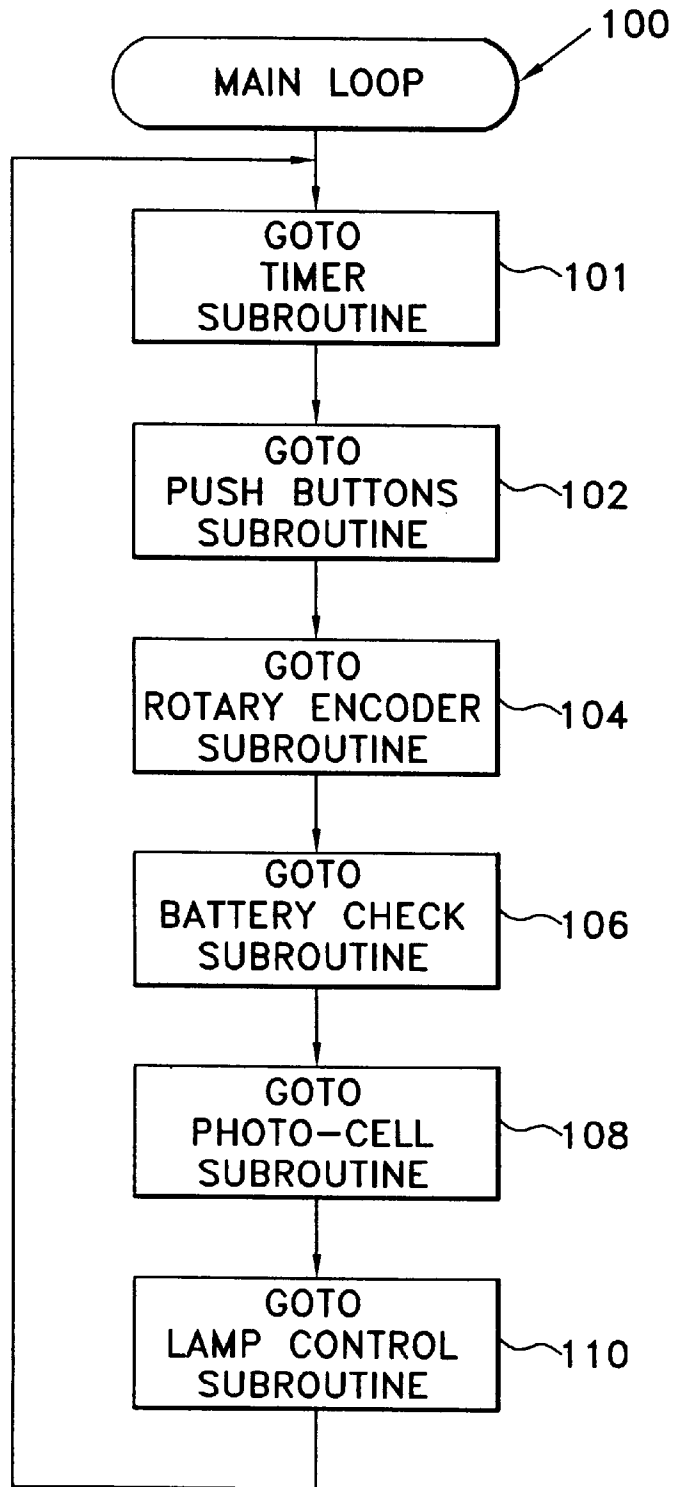 100
MAIN LOOP
GOTO
TIMER
SUBROUTINE
101
GOTO
PUSH BUTTONS
SUBROUTINE
102
GOTO
ROTARY ENCODER
SUBROUTINE
104
GOTO
BATTERY CHECK
SUBROUTINE
106
GOTO
PHOTO-CELL
SUBROUTINE
108
GOTO
LAMP CONTROL
SUBROUTINE
110